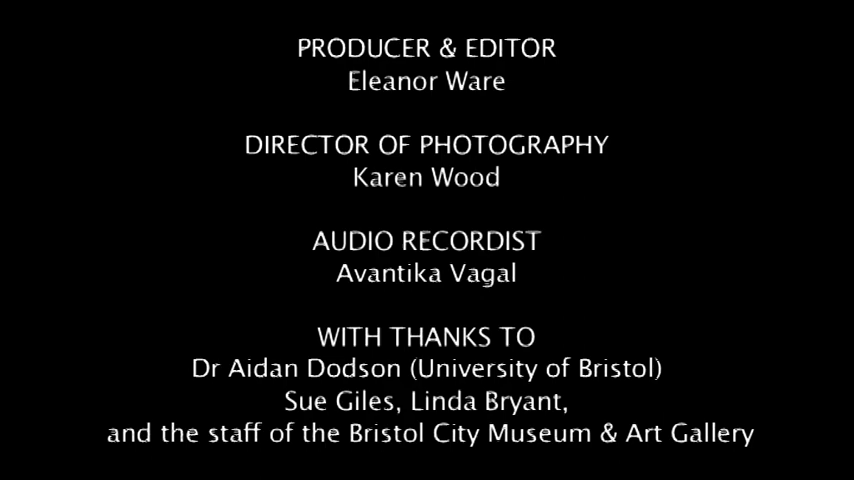 PRODUCER & EDITOR
Eleanor Ware
DIRECTOR OF PHOTOGRAPHY
Karen Wood
AUDIO RECORDIST
Avantika Vagal
WITH THANKS TO
Dr Aidan Dodson (University of Bristol)
Sue Giles, Linda Bryant,
and the staff of the Bristol City Museum & Art Gallery